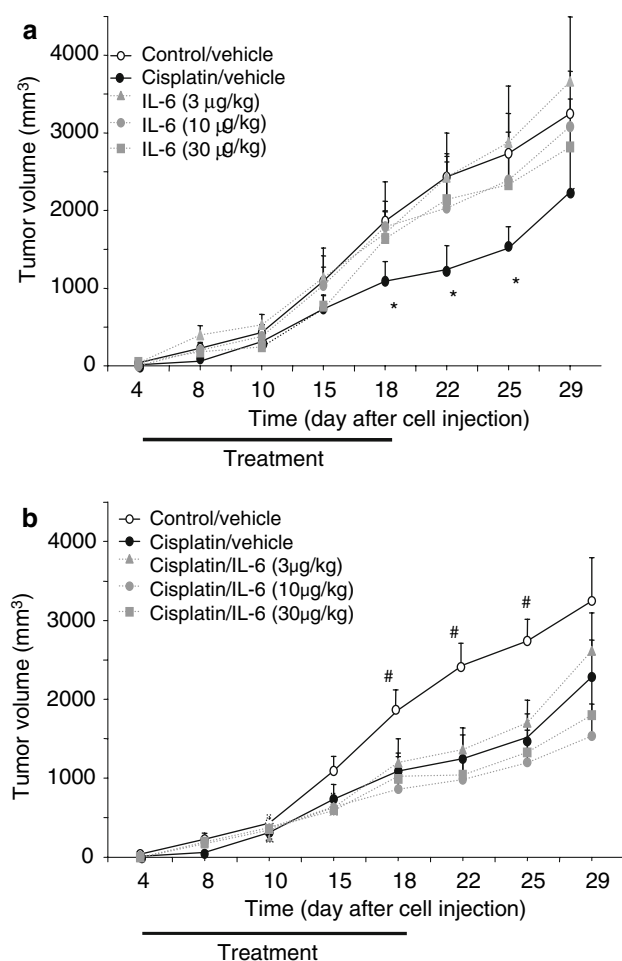 a
Control/vehicle
Cisplatin/vehicle
IL-6 (3 μg/kg)
IL-6 (10 μg/kg)
IL-6 (30 μg/kg)
Tumor volume (mm³)
4000
3000
2000
1000
0
* * *
4 8 10 15 18 22 25 29
Time (day after cell injection)
Treatment
b
Control/vehicle
Cisplatin/vehicle
Cisplatin/IL-6 (3μg/kg)
Cisplatin/IL-6 (10μg/kg)
Cisplatin/IL-6 (30μg/kg)
Tumor volume (mm³)
4000
3000
2000
1000
0
# # #
4 8 10 15 18 22 25 29
Time (day after cell injection)
Treatment